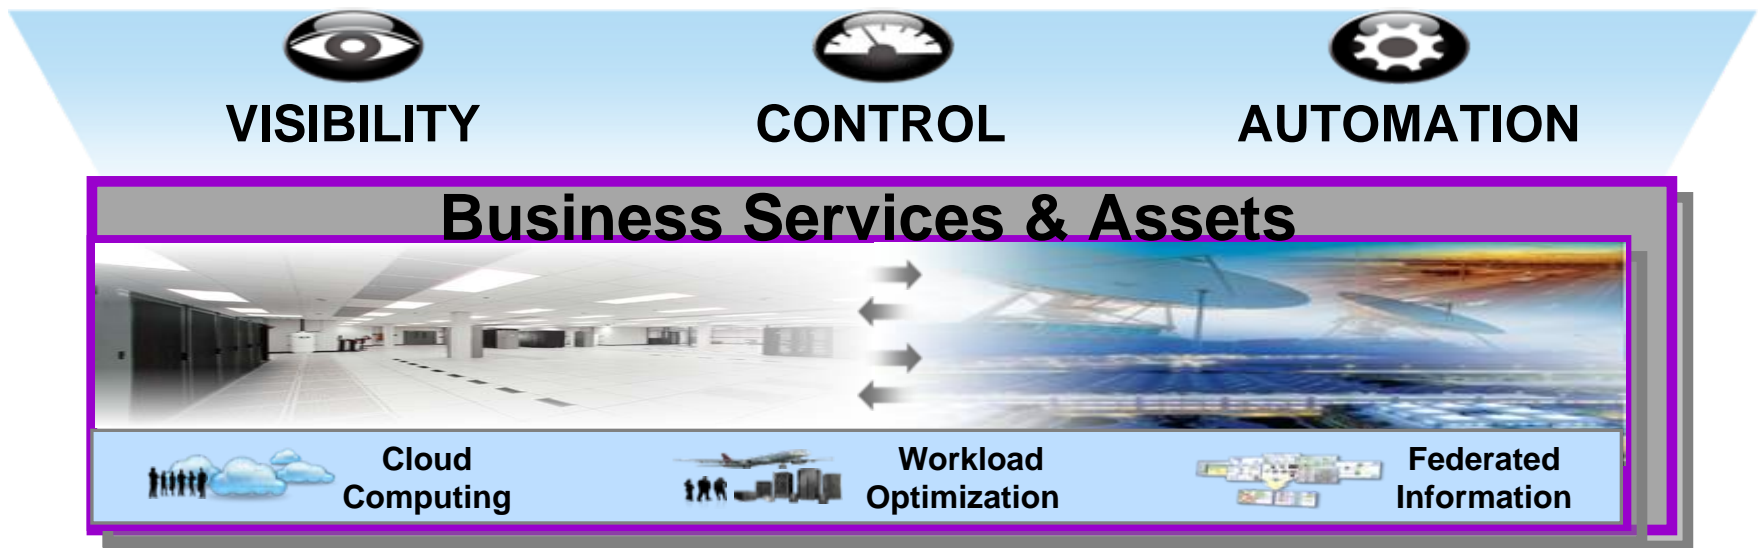 VISIBILITY CONTROL AUTOMATION
Business Services & Assets
Cloud
Computing
Workload
Optimization
Federated
Information